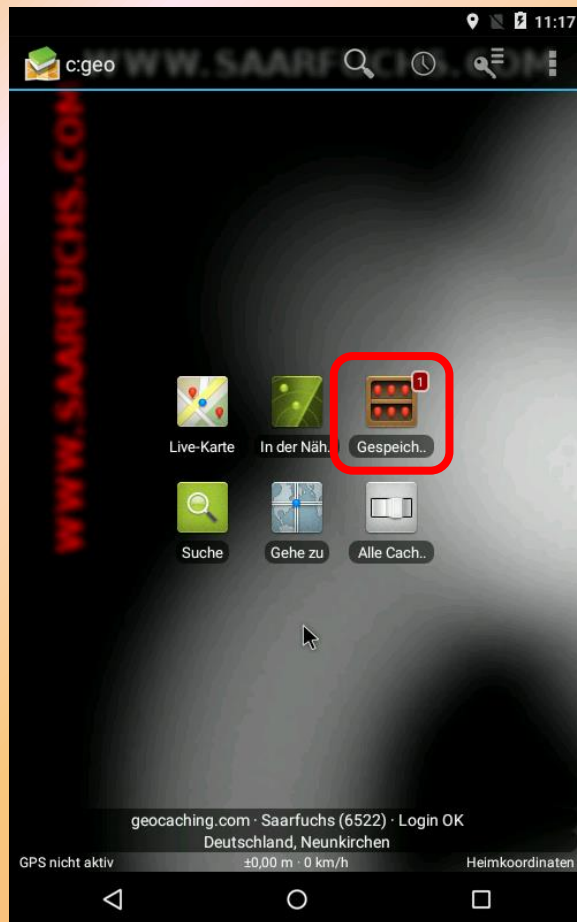 11:17
c:geo
WWW.SAARFUCHS.COM
WWW.SAARFUCHS.COM
1
Live-Karte In der Näh.. Gespeich..
Suche Gehe zu Alle Cach..
geocaching.com · Saarfuchs (6522) · Login OK
Deutschland, Neunkirchen
GPS nicht aktiv ±0,00 m · 0 km/h Heimkoordinaten